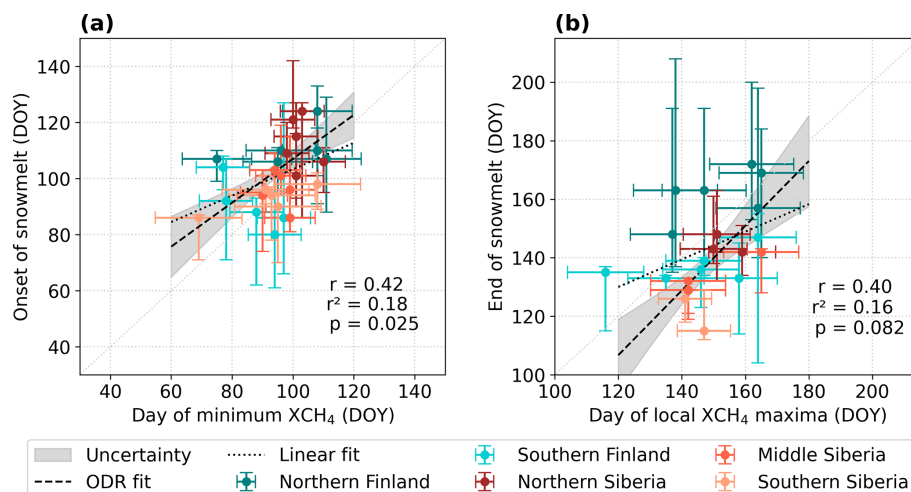 (a)
140
120
100
80
60
40
Onset of snowmelt (DOY)
r = 0.42
r² = 0.18
p = 0.025
40 60 80 100 120 140
Day of minimum XCH₄ (DOY)
(b)
200
180
160
140
120
100
End of snowmelt (DOY)
r = 0.40
r² = 0.16
p = 0.082
100 120 140 160 180 200
Day of local XCH₄ maxima (DOY)
Uncertainty
ODR fit
Linear fit
Northern Finland
Southern Finland
Northern Siberia
Middle Siberia
Southern Siberia